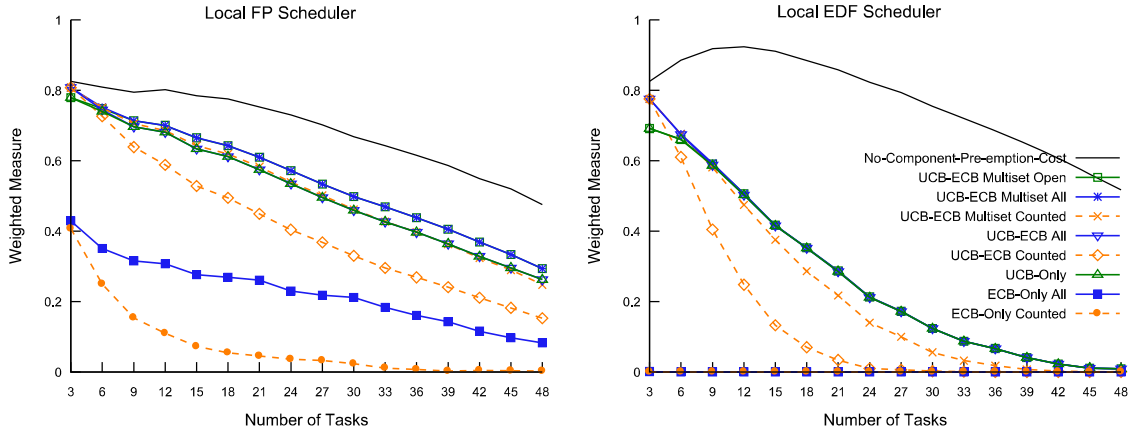 Local FP Scheduler
Weighted Measure
1
0.8
0.6
0.4
0.2
0
3 6 9 12 15 18 21 24 27 30 33 36 39 42 45 48
Number of Tasks
Local EDF Scheduler
Weighted Measure
1
0.8
0.6
0.4
0.2
0
No-Component-Pre-emption-Cost
UCB-ECB Multiset Open
UCB-ECB Multiset All
UCB-ECB Multiset Counted
UCB-ECB All
UCB-ECB Counted
UCB-Only
ECB-Only All
ECB-Only Counted
3 6 9 12 15 18 21 24 27 30 33 36 39 42 45 48
Number of Tasks